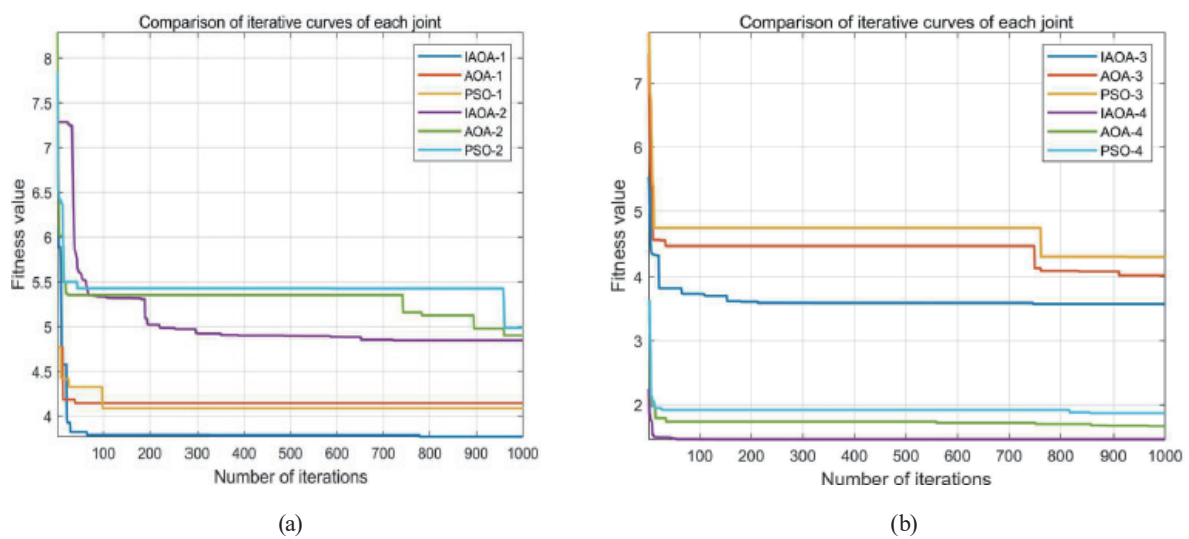 Comparison of iterative curves of each joint
8
7.5
7
6.5
6
5.5
5
4.5
4
Fitness value
IAOA-1
AOA-1
PSO-1
IAOA-2
AOA-2
PSO-2
100 200 300 400 500 600 700 800 900 1000
Number of iterations
(a)
Comparison of iterative curves of each joint
7
6
5
4
3
2
Fitness value
IAOA-3
AOA-3
PSO-3
IAOA-4
AOA-4
PSO-4
100 200 300 400 500 600 700 800 900 1000
Number of iterations
(b)